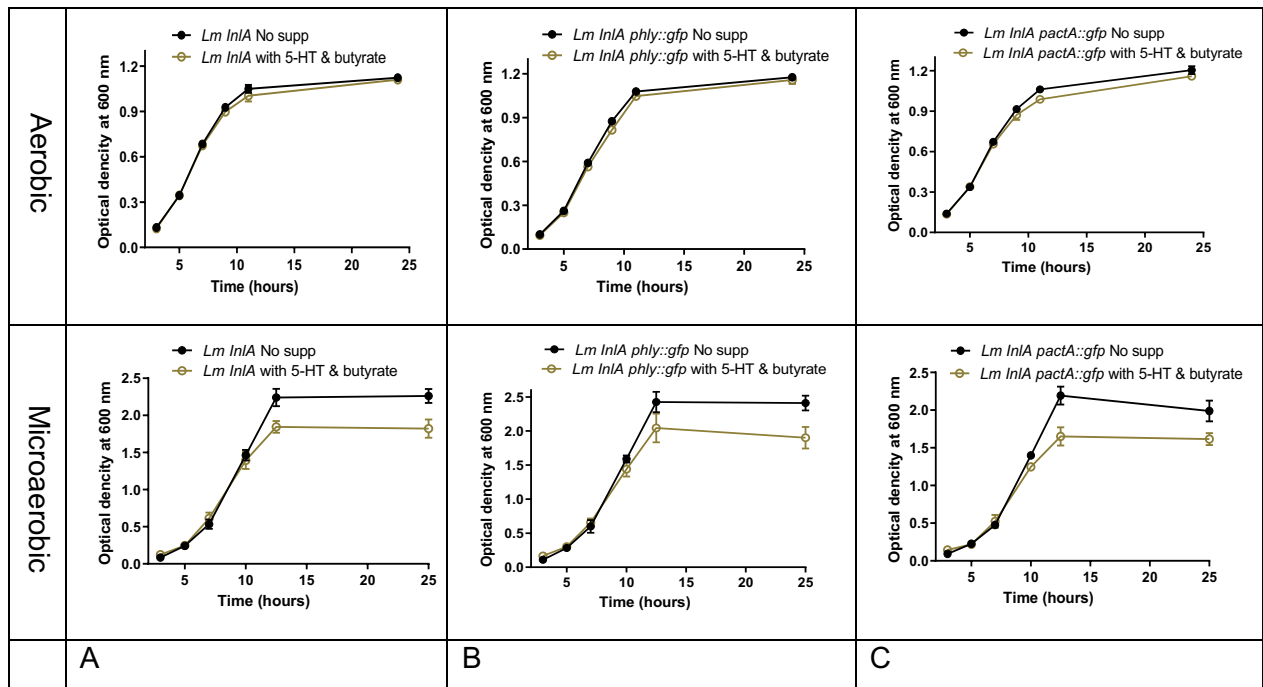 Aerobic
Lm InlA No supp
Lm InlA with 5-HT & butyrate
Optical dencity at 600 nm
1.2
0.9
0.6
0.3
0.0
5 10 15 20 25
Time (hours)
Lm InlA phly::gfp No supp
Lm InlA phly::gfp with 5-HT & butyrate
Optical dencity at 600 nm
1.2
0.9
0.6
0.3
0.0
5 10 15 20 25
Time (hours)
Lm InlA pactA::gfp No supp
Lm InlA pactA::gfp with 5-HT & butyrate
Optical dencity at 600 nm
1.2
0.9
0.6
0.3
0.0
5 10 15 20 25
Time (hours)
Microaerobic
Lm InlA No supp
Lm InlA with 5-HT & butyrate
Optical dencity at 600 nm
2.5
2.0
1.5
1.0
0.5
0.0
5 10 15 20 25
Time (hours)
Lm InlA phly::gfp No supp
Lm InlA phly::gfp with 5-HT & butyrate
Optical dencity at 600 nm
2.5
2.0
1.5
1.0
0.5
0.0
5 10 15 20 25
Time (hours)
Lm InlA pactA::gfp No supp
Lm InlA pactA::gfp with 5-HT & butyrate
Optical dencity at 600 nm
2.5
2.0
1.5
1.0
0.5
0.0
5 10 15 20 25
Time (hours)
A
B
C